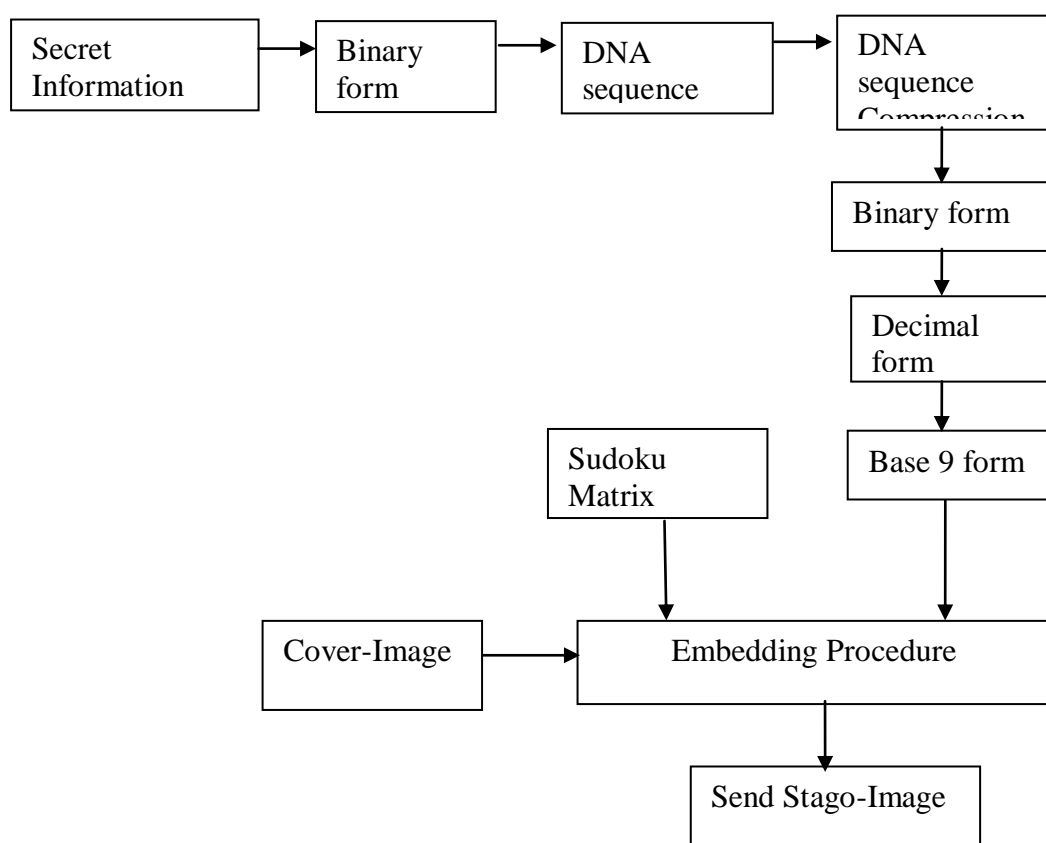 Secret
Information
Binary
form
DNA
sequence
DNA
sequence
Compression
Binary form
Decimal
form
Sudoku
Matrix
Base 9 form
Cover-Image
Embedding Procedure
Send Stago-Image